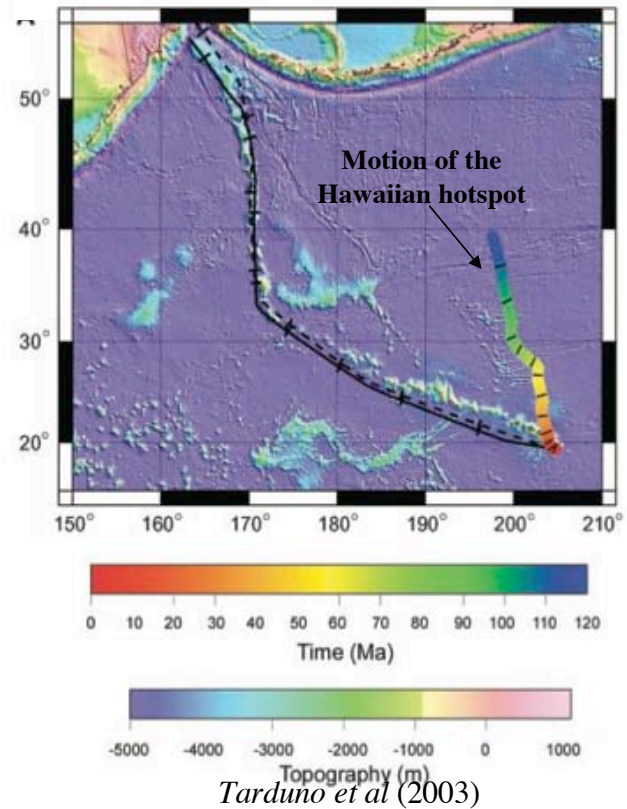 A
50°
40°
30°
20°
Motion of the
Hawaiian hotspot
150° 160° 170° 180° 190° 200° 210°
0 10 20 30 40 50 60 70 80 90 100 110 120
Time (Ma)
-5000 -4000 -3000 -2000 -1000 0 1000
Topography (m)
Tarduno et al (2003)